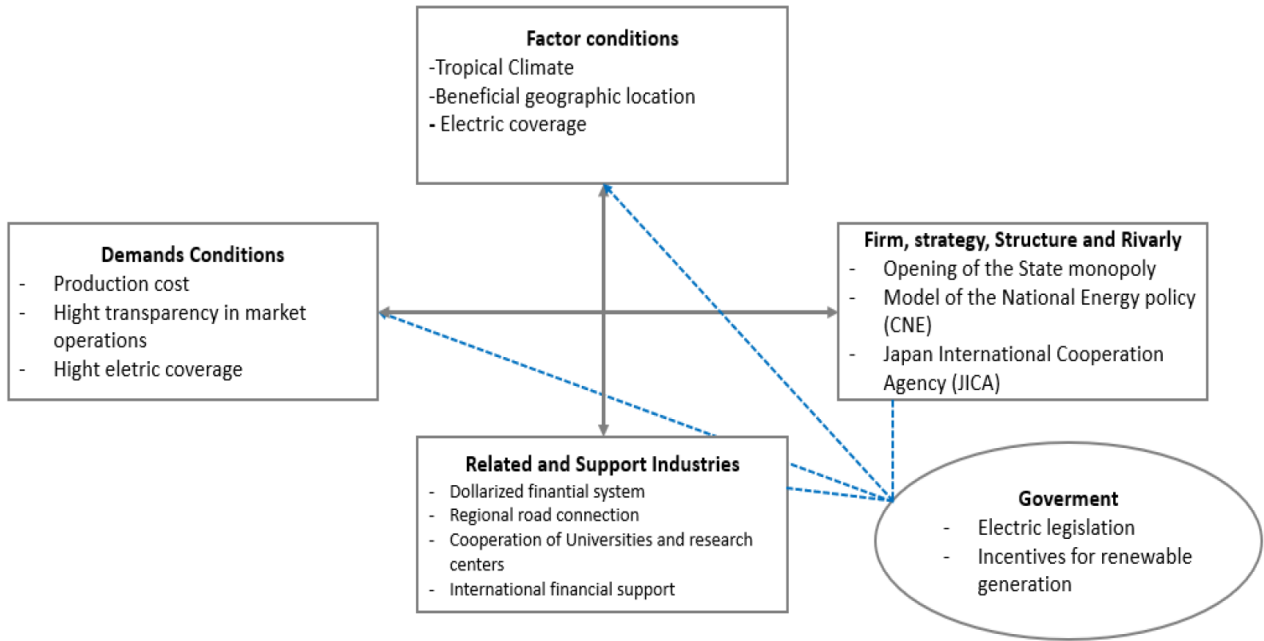 Factor conditions
-Tropical Climate
-Beneficial geographic location
- Electric coverage
Demands Conditions
- Production cost
- Hight transparency in market
operations
- Hight eletric coverage
Firm, strategy, Structure and Rivarly
- Opening of the State monopoly
- Model of the National Energy policy
(CNE)
- Japan International Cooperation
Agency (JICA)
Related and Support Industries
- Dollarized finantial system
- Regional road connection
- Cooperation of Universities and research
centers
- International financial support
Goverment
- Electric legislation
- Incentives for renewable
generation